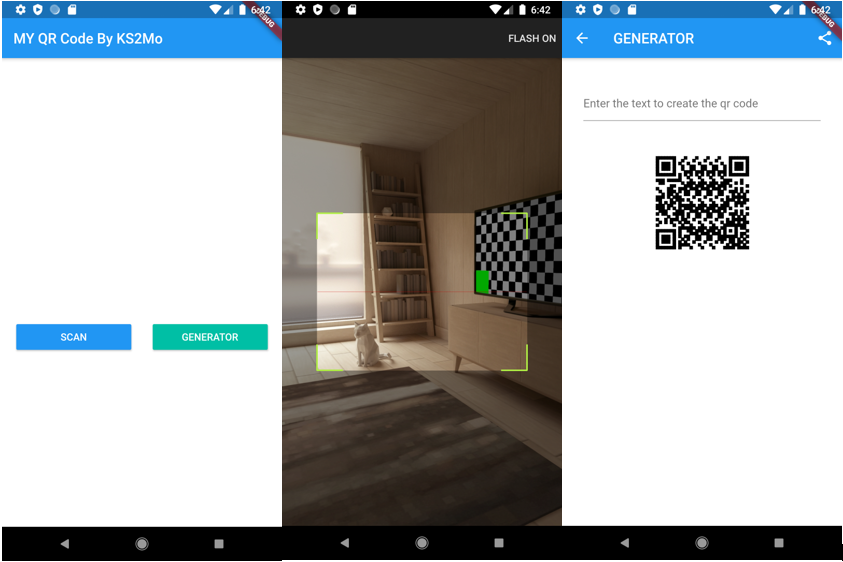 6:42
DEBUG
MY QR Code By KS2Mo
SCAN
GENERATOR
6:42
FLASH ON
6:42
DEBUG
GENERATOR
Enter the text to create the qr code